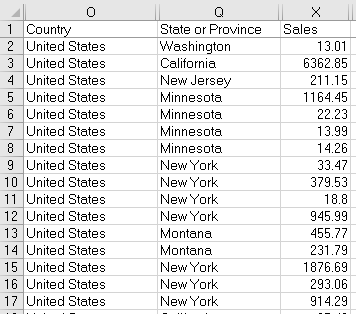 O Q X
1 Country State or Province Sales
2 United States Washington 13.01
3 United States California 6362.85
4 United States New Jersey 211.15
5 United States Minnesota 1164.45
6 United States Minnesota 22.23
7 United States Minnesota 13.99
8 United States Minnesota 14.26
9 United States New York 33.47
10 United States New York 379.53
11 United States New York 18.8
12 United States New York 945.99
13 United States Montana 455.77
14 United States Montana 231.79
15 United States New York 1876.69
16 United States New York 293.06
17 United States New York 914.29